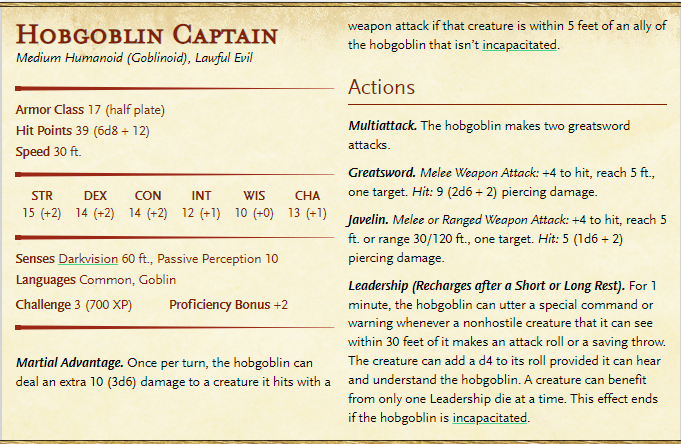 Hobgoblin Captain
Medium Humanoid (Goblinoid), Lawful Evil
Armor Class 17 (half plate)
Hit Points 39 (6d8 + 12)
Speed 30 ft.
STR DEX CON INT WIS CHA
15 (+2) 14 (+2) 14 (+2) 12 (+1) 10 (+0) 13 (+1)
Senses Darkvision 60 ft., Passive Perception 10
Languages Common, Goblin
Challenge 3 (700 XP) Proficiency Bonus +2
Martial Advantage. Once per turn, the hobgoblin can
deal an extra 10 (3d6) damage to a creature it hits with a
weapon attack if that creature is within 5 feet of an ally of
the hobgoblin that isn't incapacitated.
Actions
Multiattack. The hobgoblin makes two greatsword
attacks.
Greatsword. Melee Weapon Attack: +4 to hit, reach 5 ft.,
one target. Hit: 9 (2d6 + 2) piercing damage.
Javelin. Melee or Ranged Weapon Attack: +4 to hit, reach 5
ft. or range 30/120 ft., one target. Hit: 5 (1d6 + 2)
piercing damage.
Leadership (Recharges after a Short or Long Rest). For 1
minute, the hobgoblin can utter a special command or
warning whenever a nonhostile creature that it can see
within 30 feet of it makes an attack roll or a saving throw.
The creature can add a d4 to its roll provided it can hear
and understand the hobgoblin. A creature can benefit
from only one Leadership die at a time. This effect ends
if the hobgoblin is incapacitated.